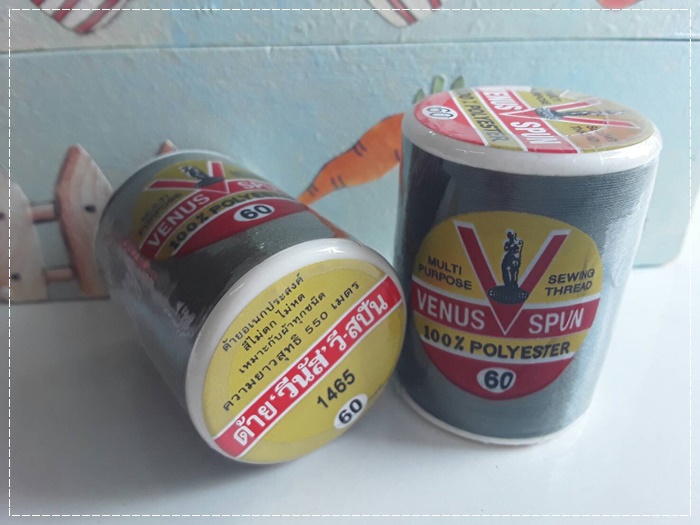 VENUS SPUN
100% POLYESTER
60
ด้ายอเนกประสงค์
สีไม่ตก ไม่หด
เหมาะกับผ้าทุกชนิด
ความยาวสุทธิ 550 เมตร
ด้าย 'วีนัส' วี-สปัน
1465
60
60
VENUS SPUN
100% POLYESTER
MULTI PURPOSE
SEWING THREAD
VENUS SPUN
100% POLYESTER
60